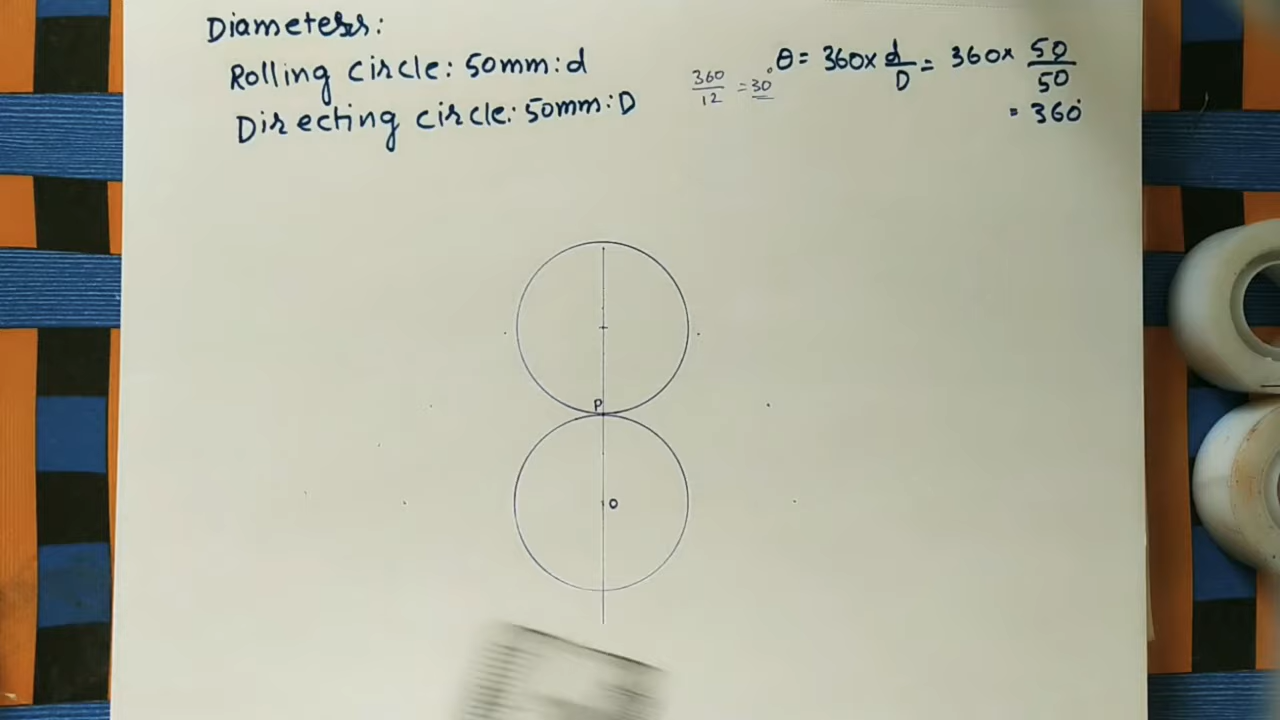 Diameters:
Rolling circle: 50mm:d
Directing circle: 50mm:D
360/12 = 30°
θ = 360× d/D = 360× 50/50
= 360°
P
O